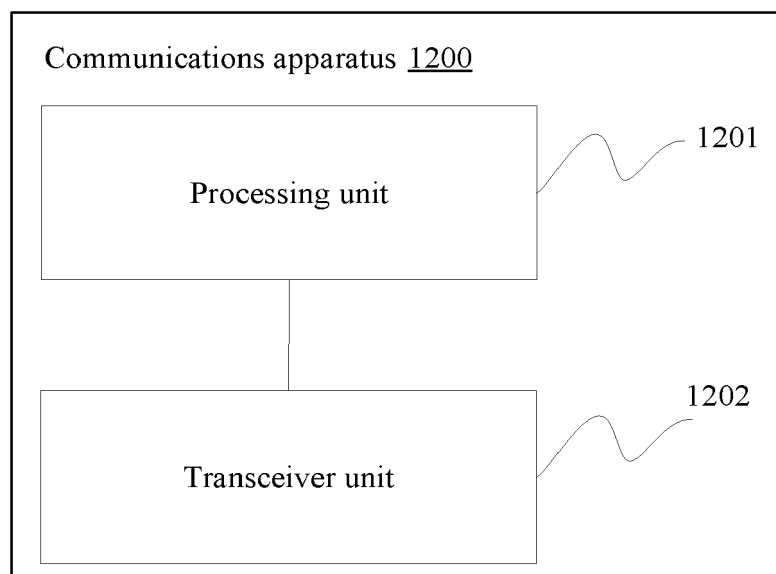 Communications apparatus 1200
1201
Processing unit
1202
Transceiver unit